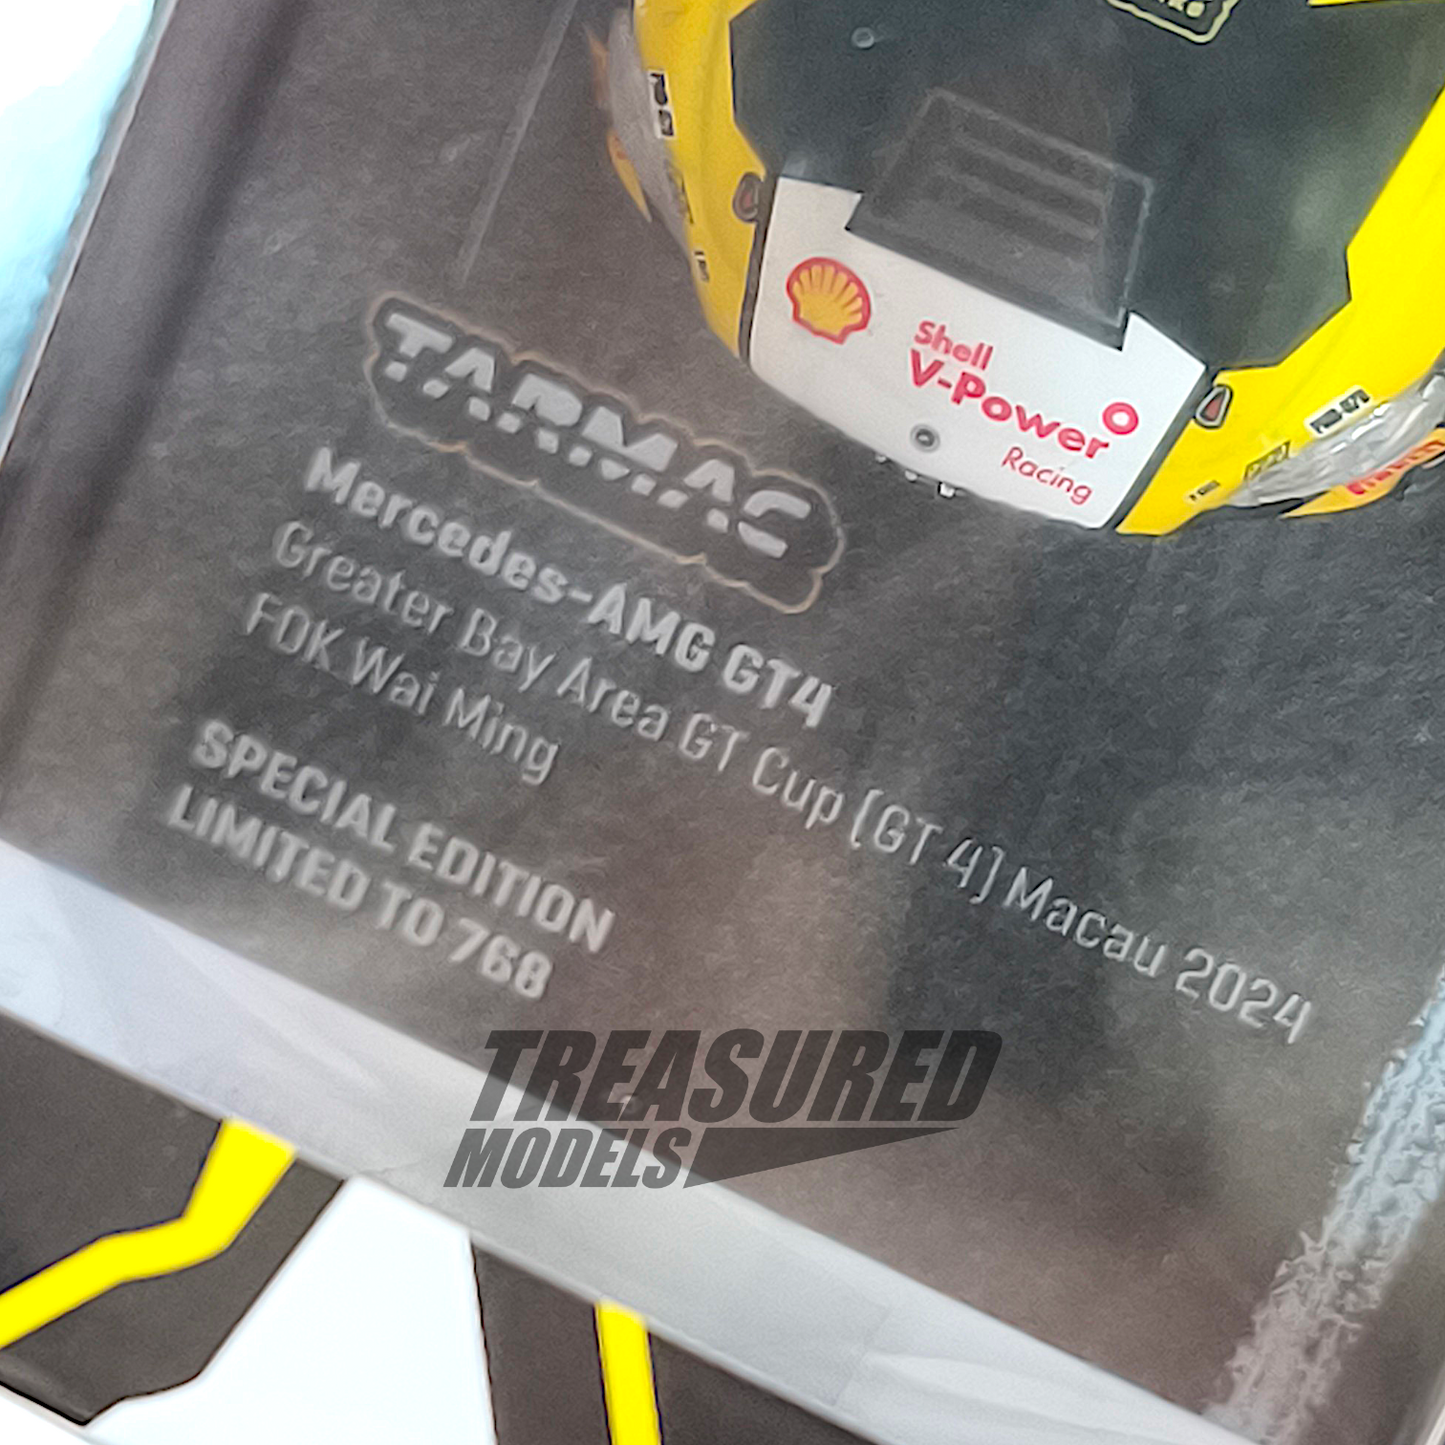 Shell
V-Power
Racing
TARMAC
Mercedes-AMG GT4
Greater Bay Area GT Cup (GT 4) Macau 2024
FOK Wai Ming
SPECIAL EDITION
LIMITED TO 768
TREASURED
MODELS